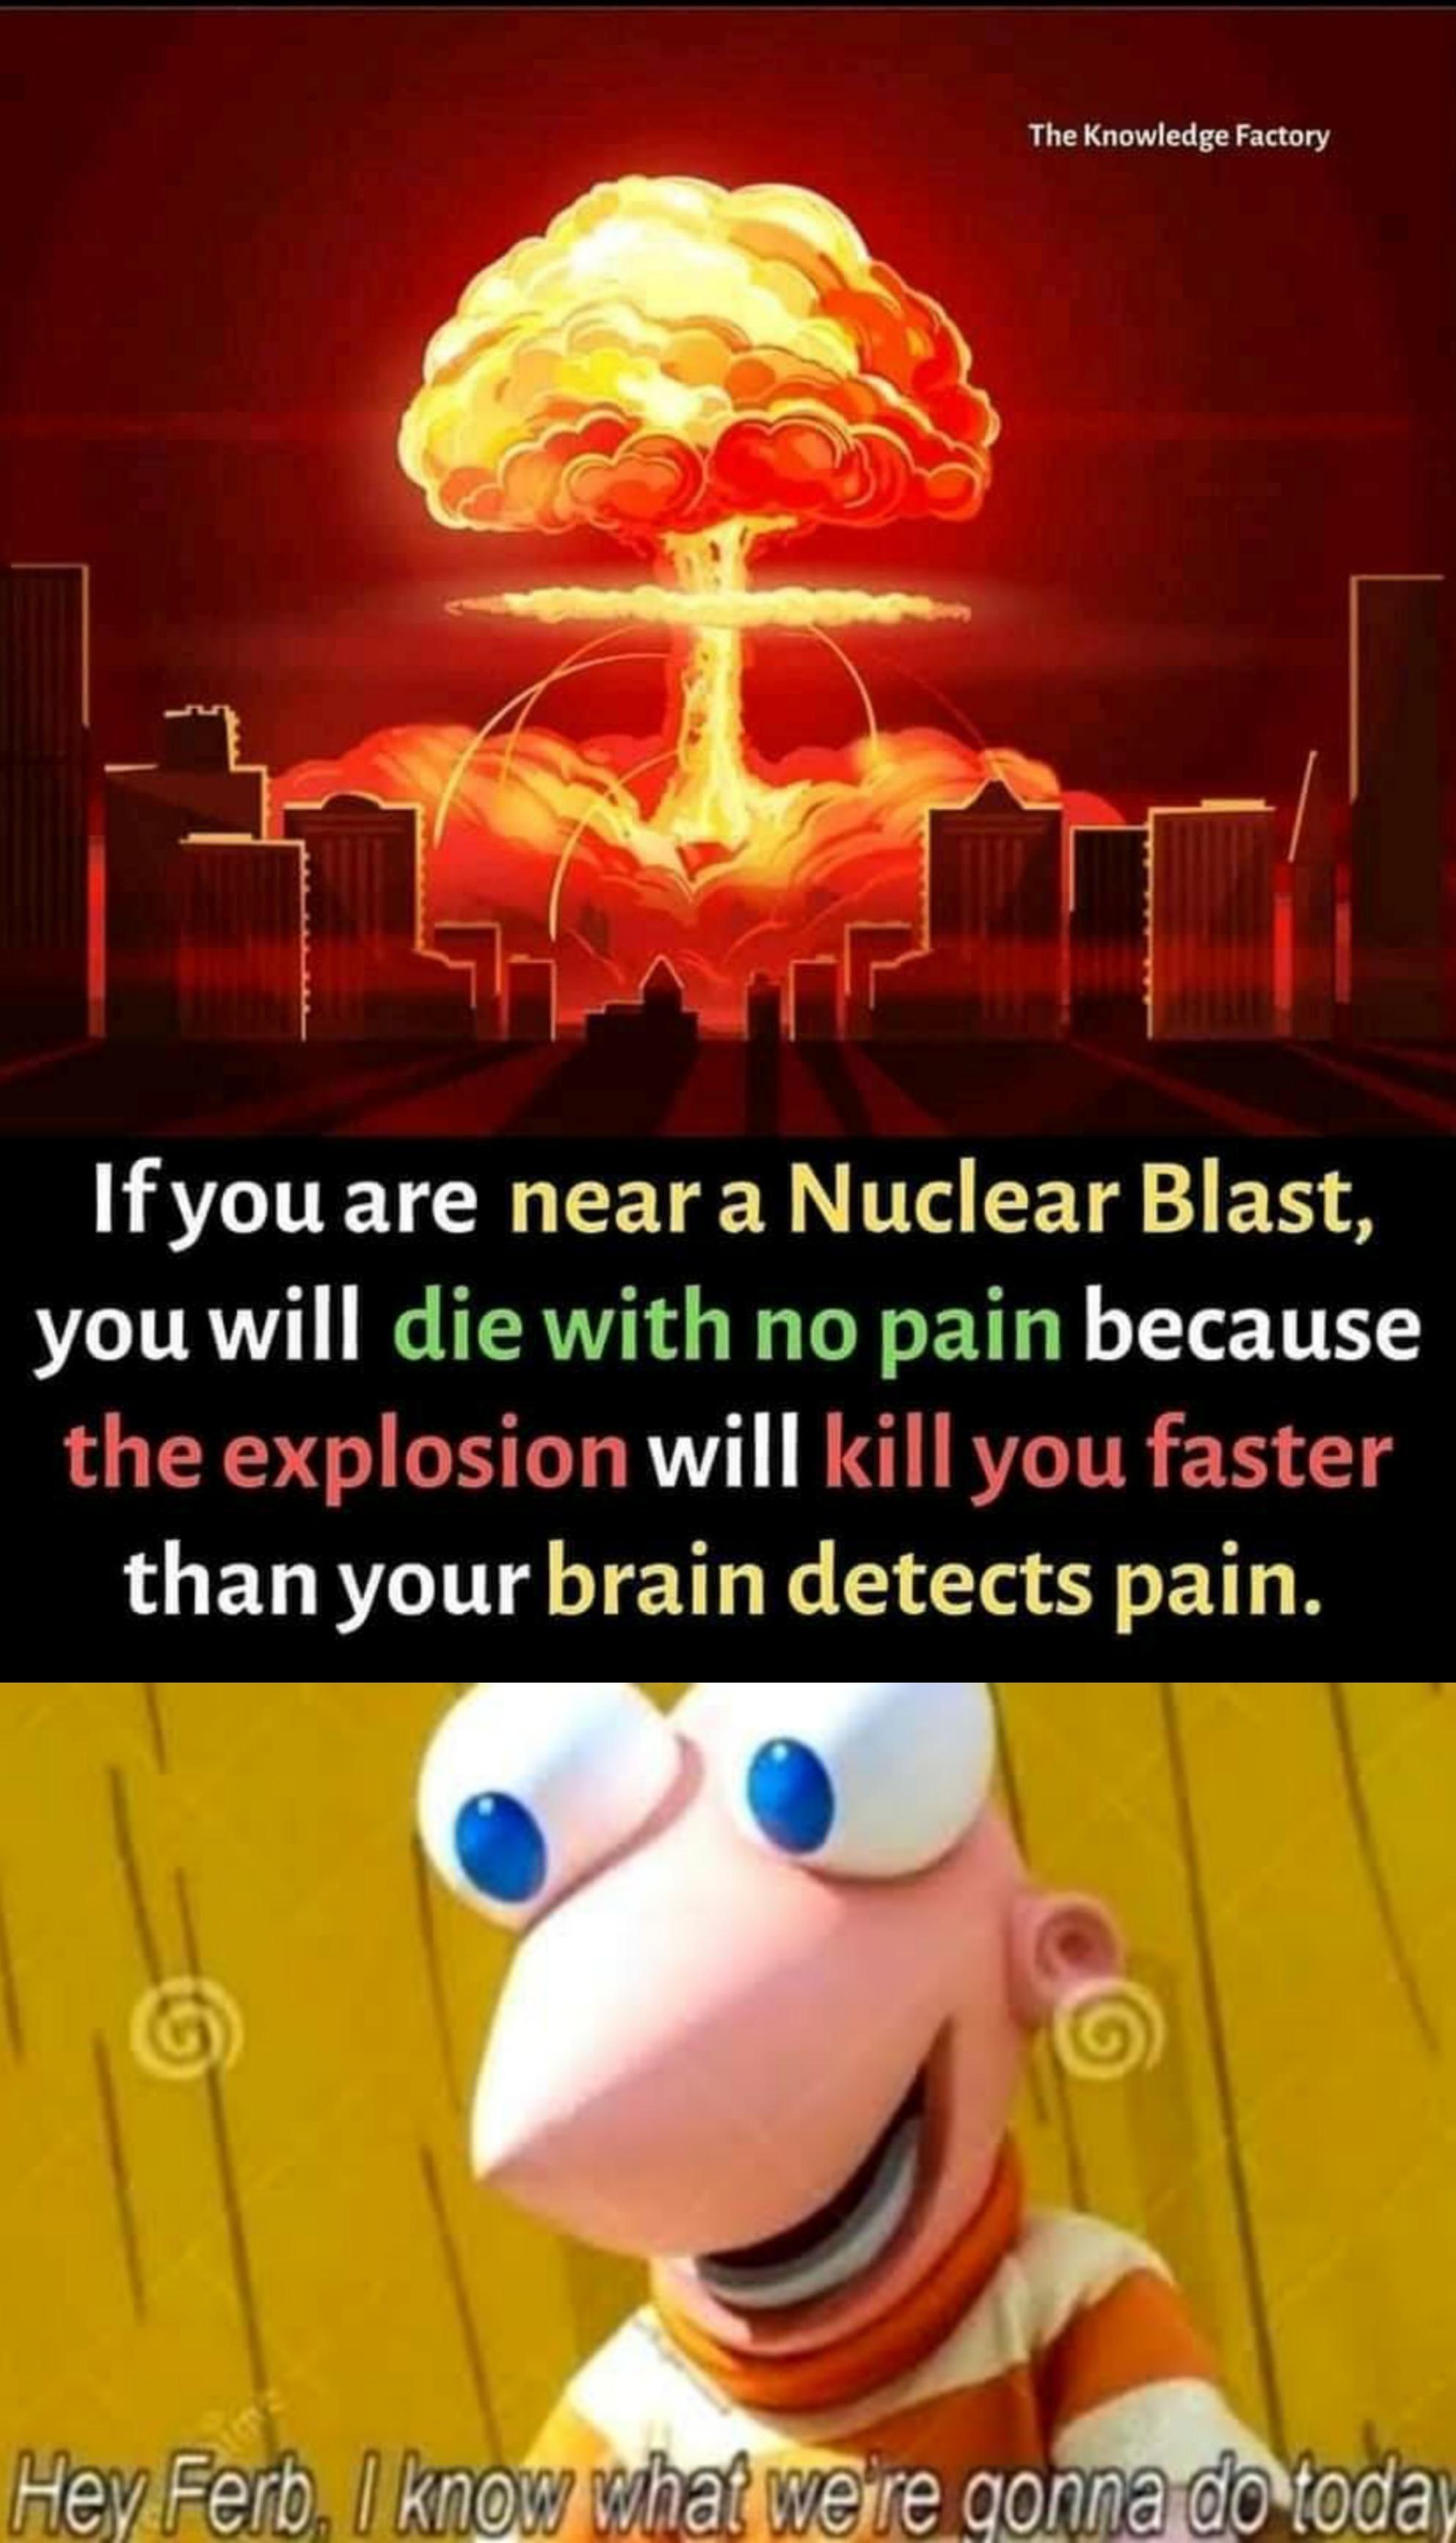 The Knowledge Factory
If you are near a Nuclear Blast,
you will die with no pain because
the explosion will kill you faster
than your brain detects pain.
Hey Ferb, I know what we're gonna do today